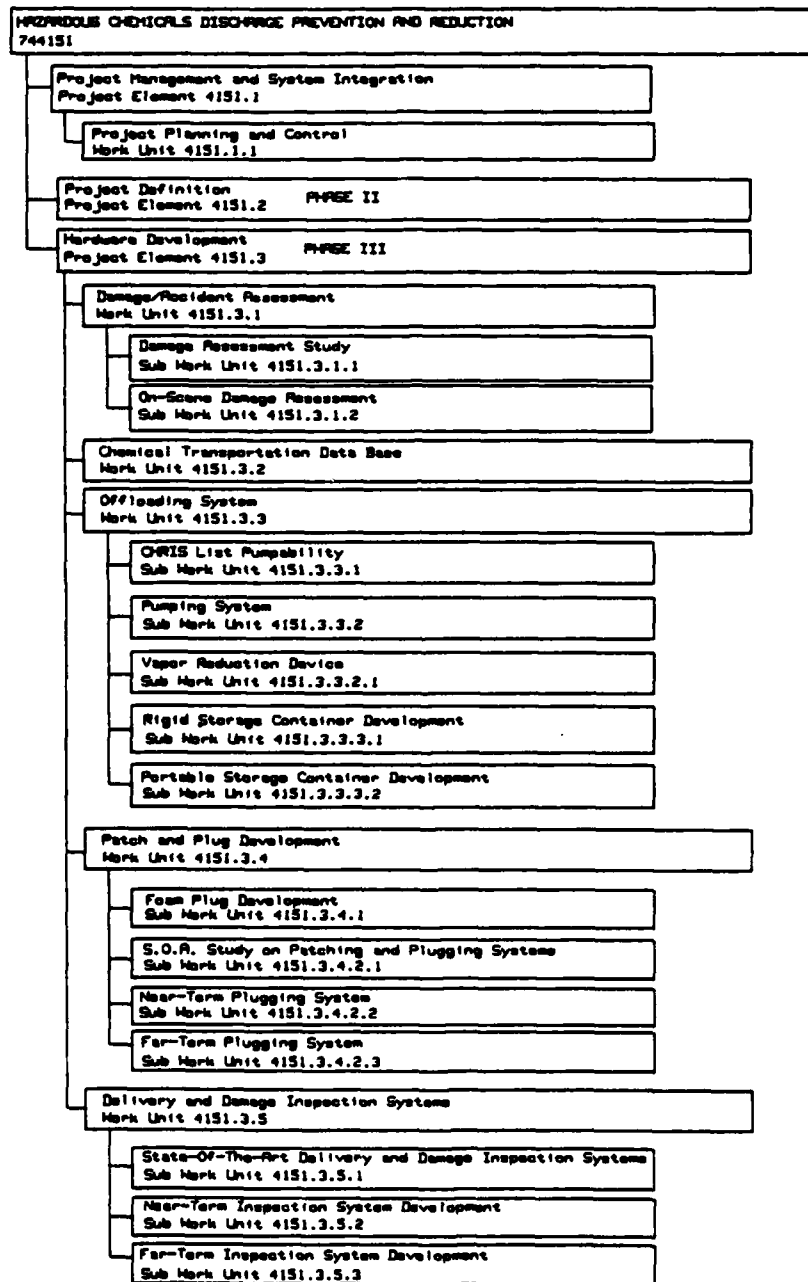 HAZARDOUS CHEMICALS DISCHARGE PREVENTION AND REDUCTION
744151
Project Management and System Integration
Project Element 4151.1
Project Planning and Control
Work Unit 4151.1.1
Project Definition
Project Element 4151.2
PHASE II
Hardware Development
Project Element 4151.3
PHASE III
Damage/Accident Assessment
Work Unit 4151.3.1
Damage Assessment Study
Sub Work Unit 4151.3.1.1
On-Scene Damage Assessment
Sub Work Unit 4151.3.1.2
Chemical Transportation Data Base
Work Unit 4151.3.2
Offloading System
Work Unit 4151.3.3
CHRIS List Pumpability
Sub Work Unit 4151.3.3.1
Pumping System
Sub Work Unit 4151.3.3.2
Vapor Reduction Device
Sub Work Unit 4151.3.3.2.1
Rigid Storage Container Development
Sub Work Unit 4151.3.3.3.1
Portable Storage Container Development
Sub Work Unit 4151.3.3.3.2
Patch and Plug Development
Work Unit 4151.3.4
Foam Plug Development
Sub Work Unit 4151.3.4.1
S.O.A. Study on Patching and Plugging Systems
Sub Work Unit 4151.3.4.2.1
Near-Term Plugging System
Sub Work Unit 4151.3.4.2.2
Far-Term Plugging System
Sub Work Unit 4151.3.4.2.3
Delivery and Damage Inspection Systems
Work Unit 4151.3.5
State-Of-The-Art Delivery and Damage Inspection Systems
Sub Work Unit 4151.3.5.1
Near-Term Inspection System Development
Sub Work Unit 4151.3.5.2
Far-Term Inspection System Development
Sub Work Unit 4151.3.5.3